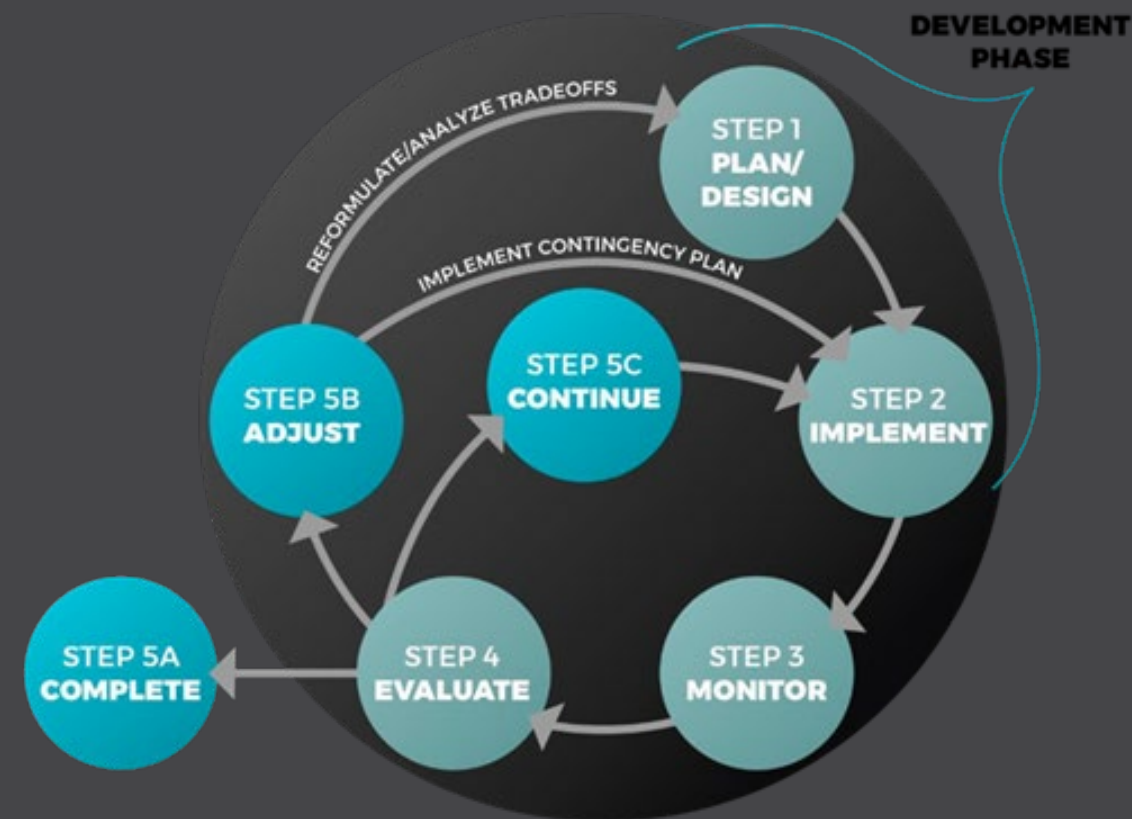 DEVELOPMENT
PHASE
REFORMULATE/ANALYZE TRADEOFFS
STEP 1
PLAN/
DESIGN
IMPLEMENT CONTINGENCY PLAN
STEP 5C
CONTINUE
STEP 5B
ADJUST
STEP 2
IMPLEMENT
STEP 5A
COMPLETE
STEP 4
EVALUATE
STEP 3
MONITOR